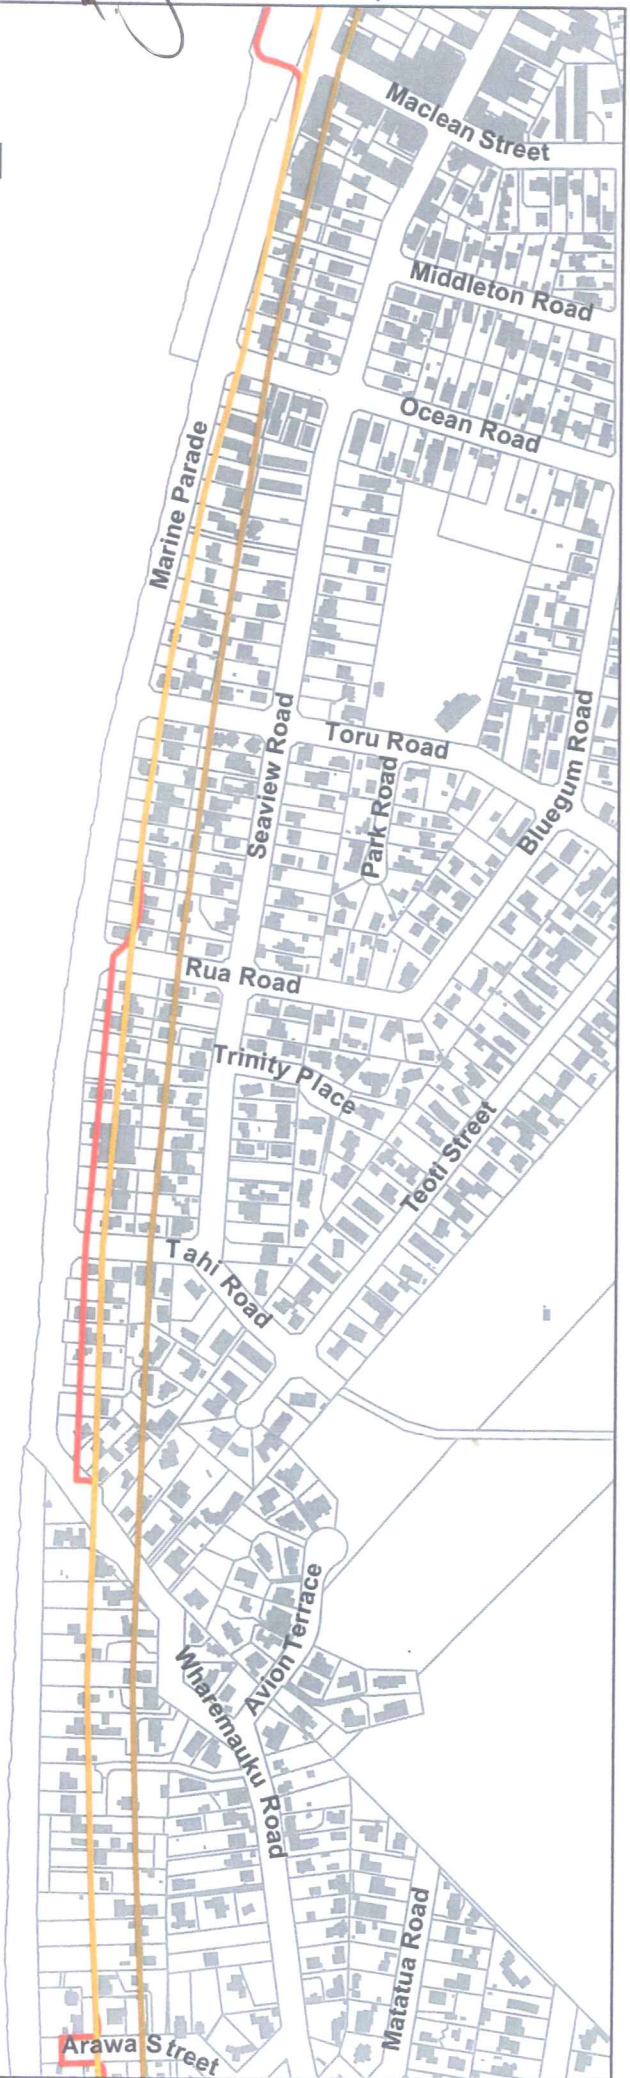 Maclean Street
Middleton Road
Ocean Road
Marine Parade
Seaview Road
Toru Road
Park Road
Bluegum Road
Rua Road
Trinity Place
Teoti Street
Tahi Road
Avion Terrace
Wharemauku Road
Matatua Road
Arawa Street